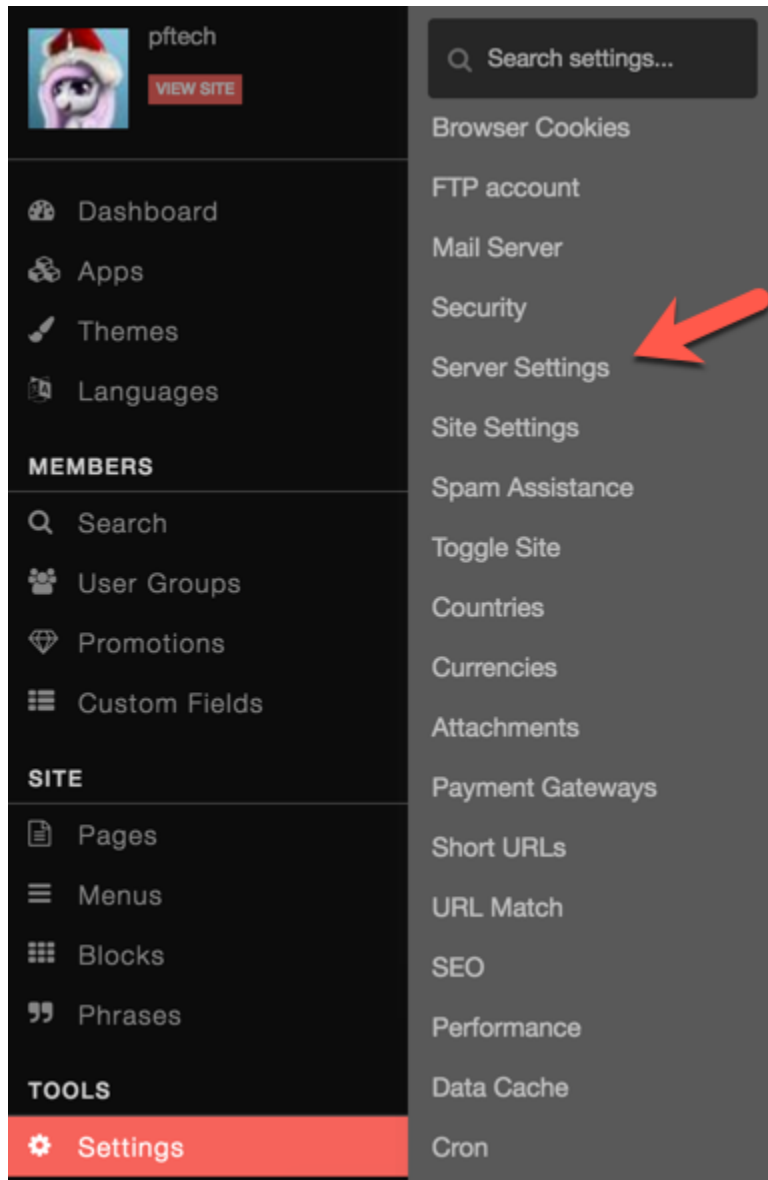 pftech
VIEW SITE
Dashboard
Apps
Themes
Languages
MEMBERS
Search
User Groups
Promotions
Custom Fields
SITE
Pages
Menus
Blocks
Phrases
TOOLS
Settings
Search settings...
Browser Cookies
FTP account
Mail Server
Security
Server Settings
Site Settings
Spam Assistance
Toggle Site
Countries
Currencies
Attachments
Payment Gateways
Short URLs
URL Match
SEO
Performance
Data Cache
Cron